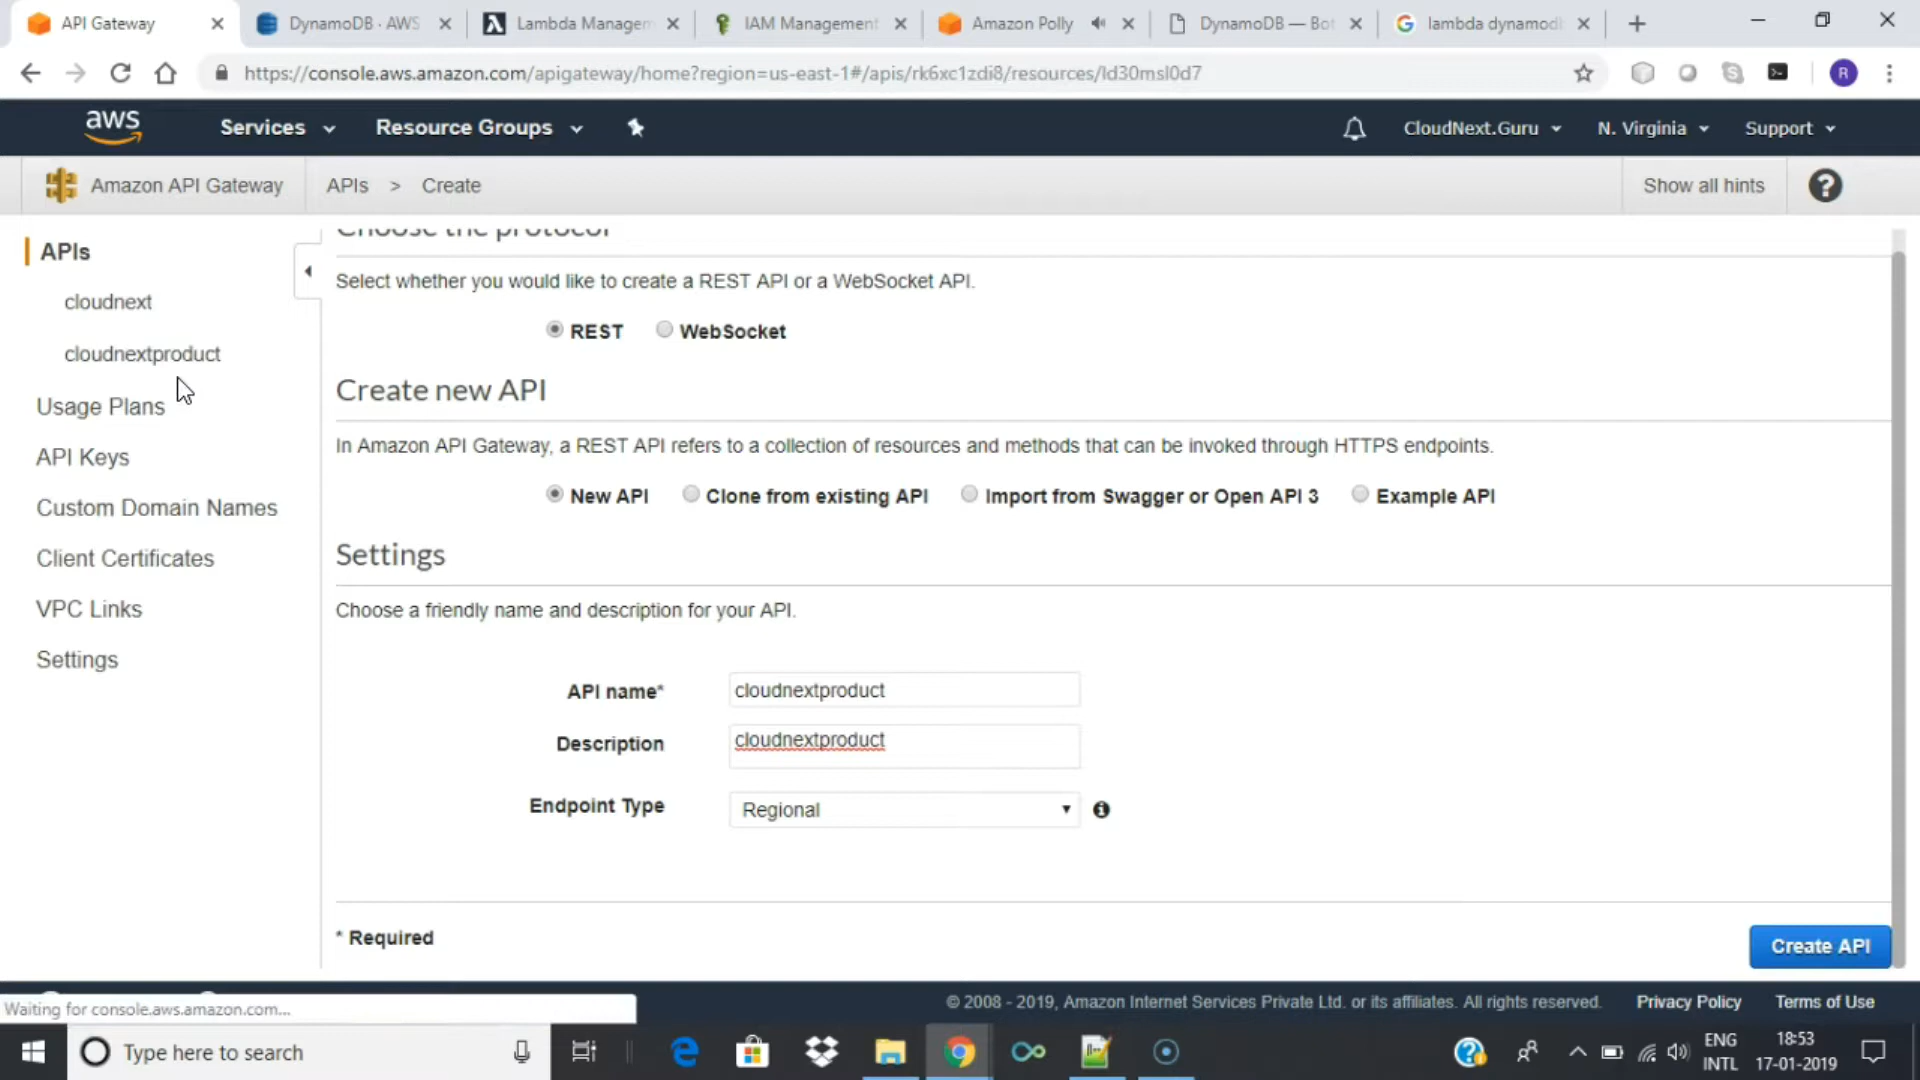 API Gateway
DynamoDB · AWS
Lambda Managem
IAM Management
Amazon Polly
DynamoDB — Bot
lambda dynamodb
https://console.aws.amazon.com/apigateway/home?region=us-east-1#/apis/rk6xc1zdi8/resources/ld30msl0d7
R
aws
Services
Resource Groups
CloudNext.Guru
N. Virginia
Support
Amazon API Gateway
APIs > Create
Show all hints
?
APIs
cloudnext
cloudnextproduct
Usage Plans
API Keys
Custom Domain Names
Client Certificates
VPC Links
Settings
Choose the protocol
Select whether you would like to create a REST API or a WebSocket API.
REST
WebSocket
Create new API
In Amazon API Gateway, a REST API refers to a collection of resources and methods that can be invoked through HTTPS endpoints.
New API
Clone from existing API
Import from Swagger or Open API 3
Example API
Settings
Choose a friendly name and description for your API.
API name*
cloudnextproduct
Description
cloudnextproduct
Endpoint Type
Regional
* Required
Create API
Waiting for console.aws.amazon.com...
© 2008 - 2019, Amazon Internet Services Private Ltd. or its affiliates. All rights reserved.
Privacy Policy
Terms of Use
Type here to search
ENG
INTL
18:53
17-01-2019